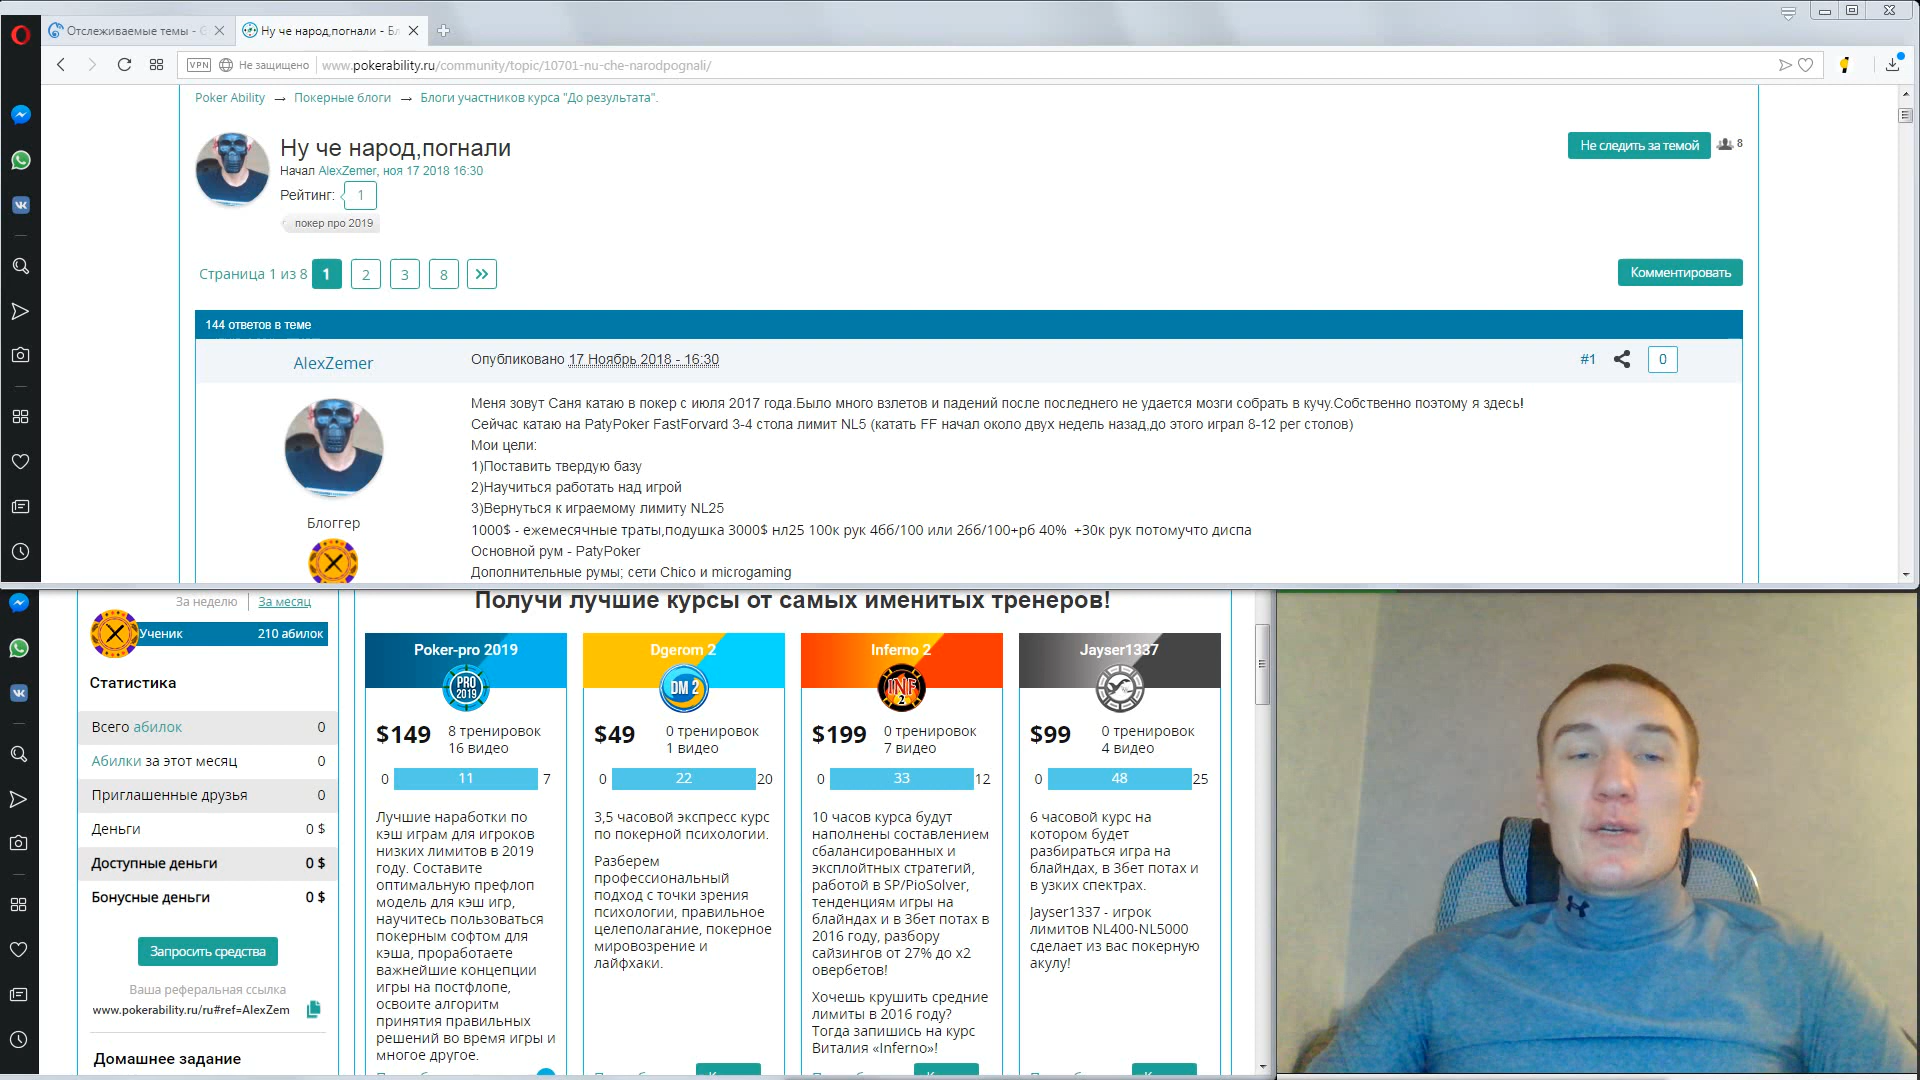 Отслеживаемые темы -
Ну че народ,погнали - Бл
VPN Не защищено www.pokerability.ru/community/topic/10701-nu-che-narodpognali/
Poker Ability → Покерные блоги → Блоги участников курса "До результата".
Ну че народ,погнали
Начал AlexZemer, ноя 17 2018 16:30
Рейтинг: 1
покер про 2019
Не следить за темой 8
Страница 1 из 8 1 2 3 8 »
Комментировать
144 ответов в теме
AlexZemer
Опубликовано 17 Ноябрь 2018 - 16:30
#1 0
Блоггер
Меня зовут Саня катаю в покер с июля 2017 года.Было много взлетов и падений после последнего не удается мозги собрать в кучу.Собственно поэтому я здесь!
Сейчас катаю на PatyPoker FastForvard 3-4 стола лимит NL5 (катать FF начал около двух недель назад,до этого играл 8-12 рег столов)
Мои цели:
1)Поставить твердую базу
2)Научиться работать над игрой
3)Вернуться к играемому лимиту NL25
1000$ - ежемесячные траты,подушка 3000$ нл25 100к рук 4бб/100 или 2бб/100+рб 40% +30к рук потомучто диспа
Основной рум - PatyPoker
Дополнительные румы; сети Chico и microgaming
За неделю За месяц
Ученик 210 абилок
Статистика
Всего абилок 0
Абилки за этот месяц 0
Приглашенные друзья 0
Деньги 0 $
Доступные деньги 0 $
Бонусные деньги 0 $
Запросить средства
Ваша реферальная ссылка
www.pokerability.ru/ru#ref=AlexZem
Домашнее задание
Получи лучшие курсы от самых именитых тренеров!
Poker-pro 2019
PRO
2019
$149 8 тренировок
16 видео
0 11 7
Лучшие наработки по
кэш играм для игроков
низких лимитов в 2019
году. Составите
оптимальную префлоп
модель для кэш игр,
научитесь пользоваться
покерным софтом для
кэша, проработаете
важнейшие концепции
игры на постфлопе,
освоите алгоритм
принятия правильных
решений во время игры и
многое другое.
Dgerom 2
DM 2
$49 0 тренировок
1 видео
0 22 20
3,5 часовой экспресс курс
по покерной психологии.
Разберем
профессиональный
подход с точки зрения
психологии, правильное
целеполагание, покерное
мировозрение и
лайфхаки.
Inferno 2
INF
2
$199 0 тренировок
7 видео
0 33 12
10 часов курса будут
наполнены составлением
сбалансированных и
эксплойтных стратегий,
работой в SP/PioSolver,
тенденциям игры на
блайндах и в 3бет потах в
2016 году, разбору
сайзингов от 27% до x2
овербетов!
Хочешь крушить средние
лимиты в 2016 году?
Тогда запишись на курс
Виталия «Inferno»!
Jayser1337
$99 0 тренировок
4 видео
0 48 25
6 часовой курс на
котором будет
разбираться игра на
блайндах, в 3бет потах и
в узких спектрах.
Jayser1337 - игрок
лимитов NL400-NL5000
сделает из вас покерную
акулу!